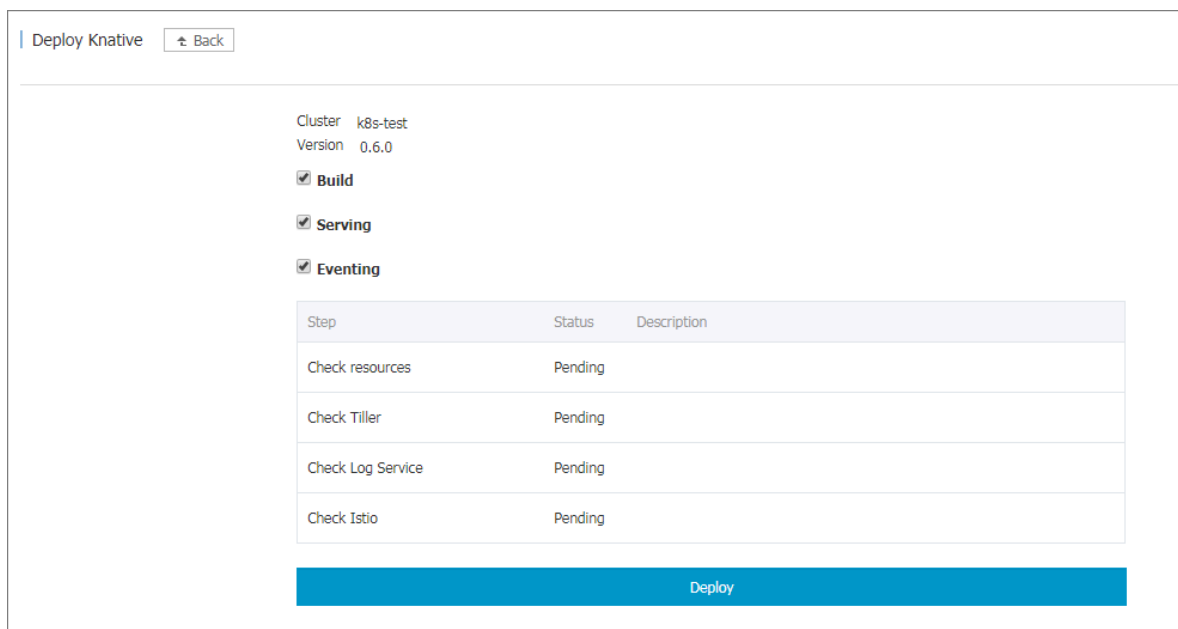 Deploy Knative Back
Cluster k8s-test
Version 0.6.0
Build
Serving
Eventing
Step Status Description
Check resources Pending
Check Tiller Pending
Check Log Service Pending
Check Istio Pending
Deploy